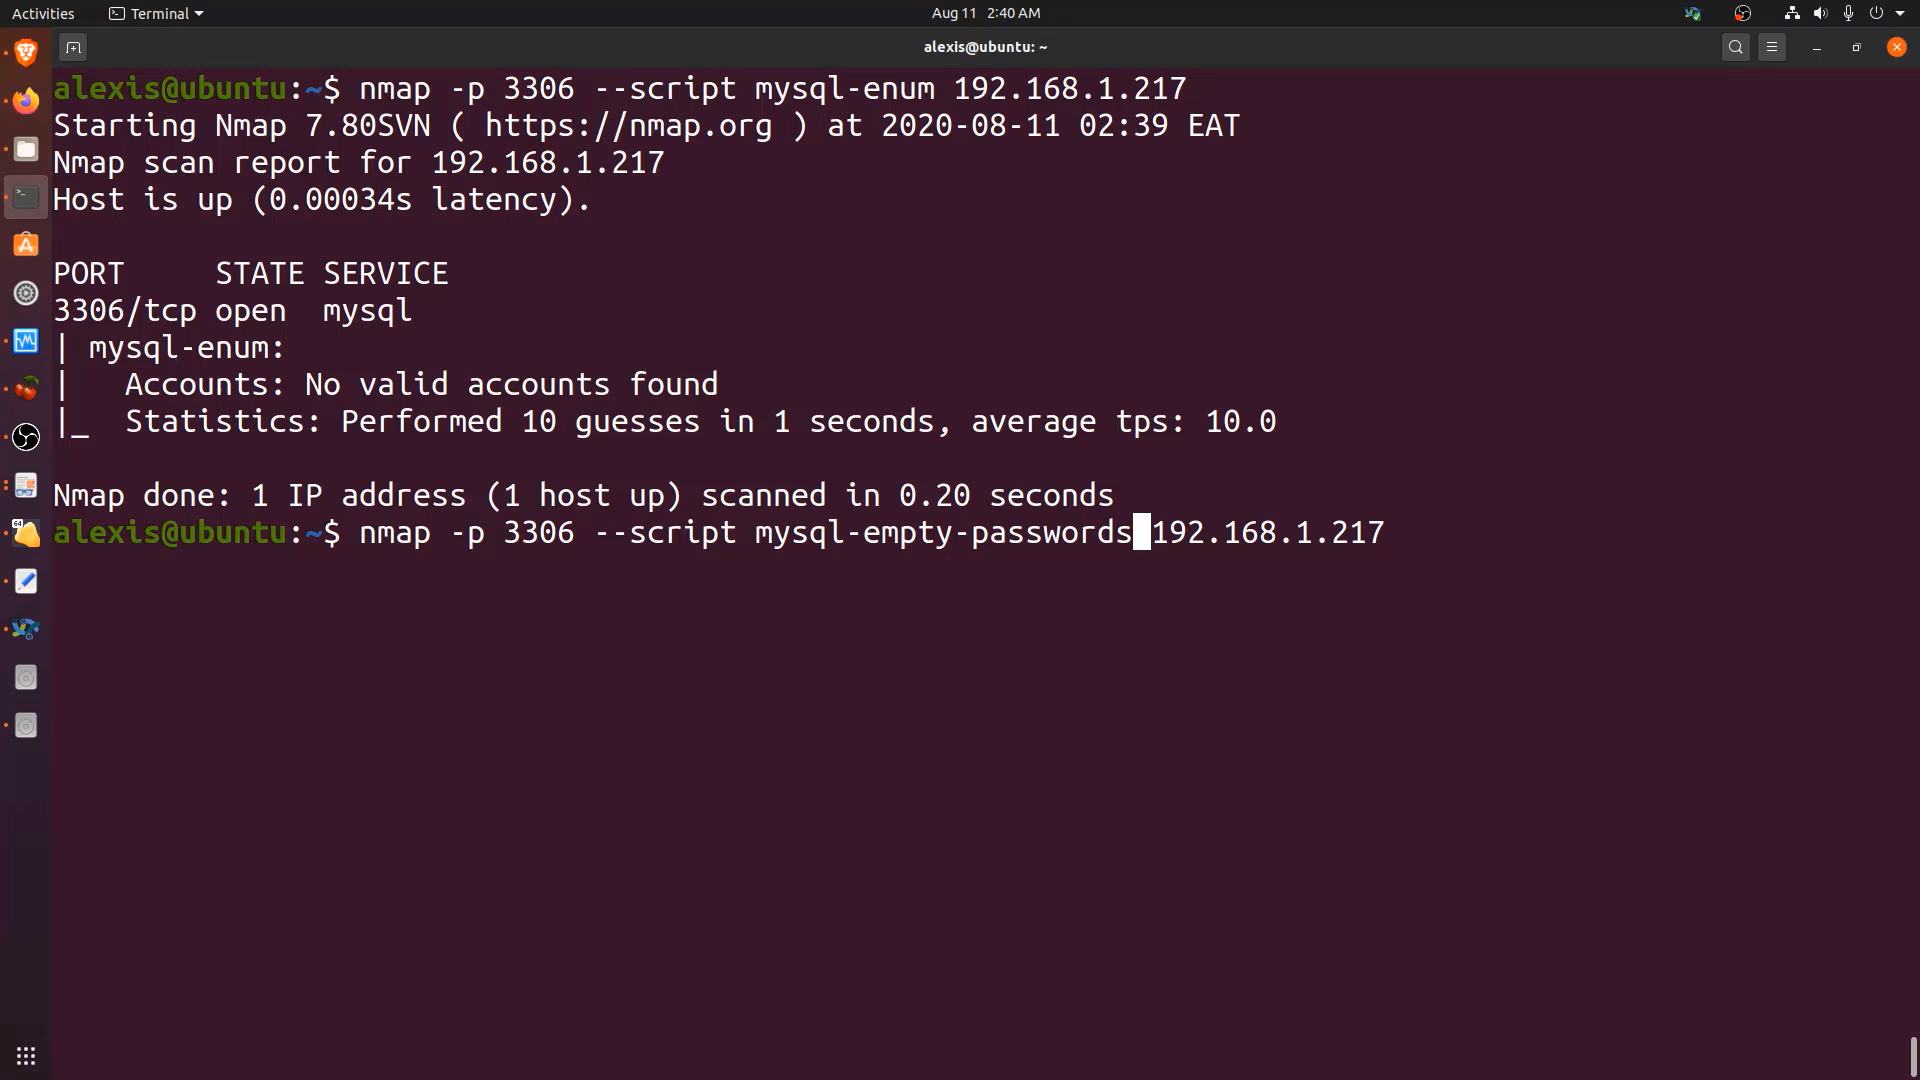 Activities Terminal Aug 11 2:40 AM
alexis@ubuntu: ~
alexis@ubuntu:~$ nmap -p 3306 --script mysql-enum 192.168.1.217
Starting Nmap 7.80SVN ( https://nmap.org ) at 2020-08-11 02:39 EAT
Nmap scan report for 192.168.1.217
Host is up (0.00034s latency).
PORT     STATE SERVICE
3306/tcp open  mysql
| mysql-enum:
|   Accounts: No valid accounts found
|_  Statistics: Performed 10 guesses in 1 seconds, average tps: 10.0
Nmap done: 1 IP address (1 host up) scanned in 0.20 seconds
64
alexis@ubuntu:~$ nmap -p 3306 --script mysql-empty-passwords 192.168.1.217